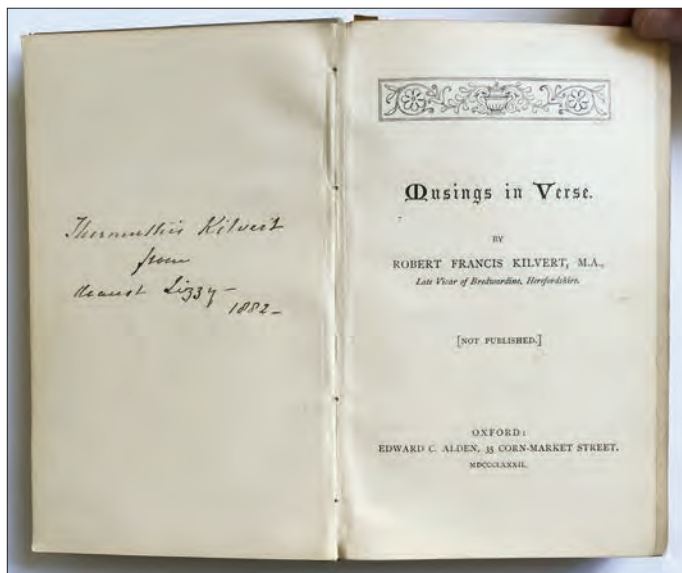 Thermuthis Kilvert
from
dearest Lizzy–
1882–
Musings in Verse.
BY
ROBERT FRANCIS KILVERT, M.A.,
Late Vicar of Bredwardine, Herefordshire.
[NOT PUBLISHED.]
OXFORD:
EDWARD C. ALDEN, 35 CORN-MARKET STREET.
MDCCCLXXXII.